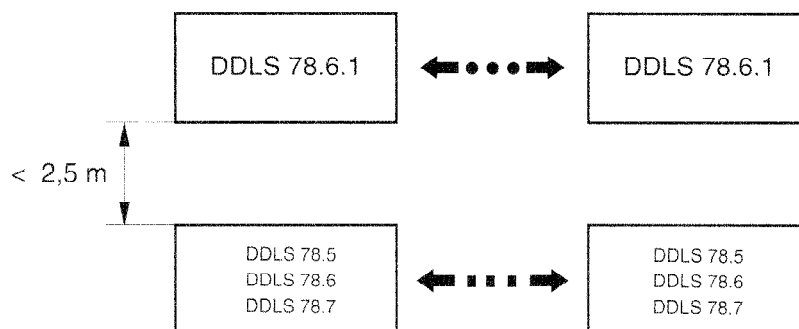 DDLS 78.6.1 DDLS 78.6.1
< 2,5 m
DDLS 78.5 DDLS 78.5
DDLS 78.6 DDLS 78.6
DDLS 78.7 DDLS 78.7